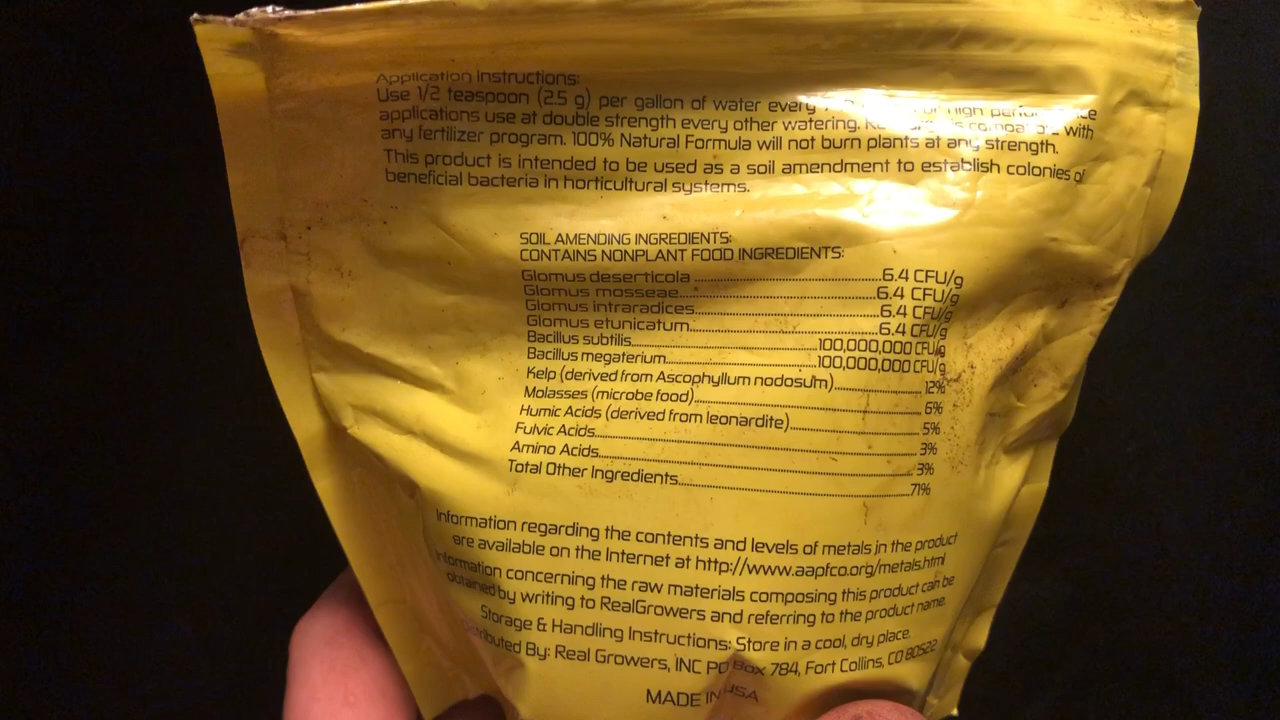 Application Instructions:
Use 1/2 teaspoon (2.5 g) per gallon of water every high
applications use at double strength every other watering. is with
any fertilizer program. 100% Natural Formula will not burn plants at any strength.
This product is intended to be used as a soil amendment to establish colonies of
beneficial bacteria in horticultural systems.
SOIL AMENDING INGREDIENTS:
CONTAINS NONPLANT FOOD INGREDIENTS:
Glomus deserticola ........ 6.4 CFU/g
Glomus mosseae ........ 6.4 CFU/g
Glomus intraradices ........ 6.4 CFU/g
Glomus etunicatum ........ 6.4 CFU/g
Bacillus subtilis ........ 100,000,000 CFU/g
Bacillus megaterium ........ 100,000,000 CFU/g
Kelp (derived from Ascophyllum nodosum) ........ 12%
Molasses (microbe food) ........ 6%
Humic Acids (derived from leonardite) ........ 5%
Fulvic Acids ........ 3%
Amino Acids ........ 3%
Total Other Ingredients ........ 71%
Information regarding the contents and levels of metals in the product
are available on the Internet at http://www.aapfco.org/metals.html
Information concerning the raw materials composing this product can be
obtained by writing to RealGrowers and referring to the product name.
Storage & Handling Instructions: Store in a cool, dry place.
By: Real Growers, INC PO Box 784, Fort Collins, CO 80522
MADE IN USA